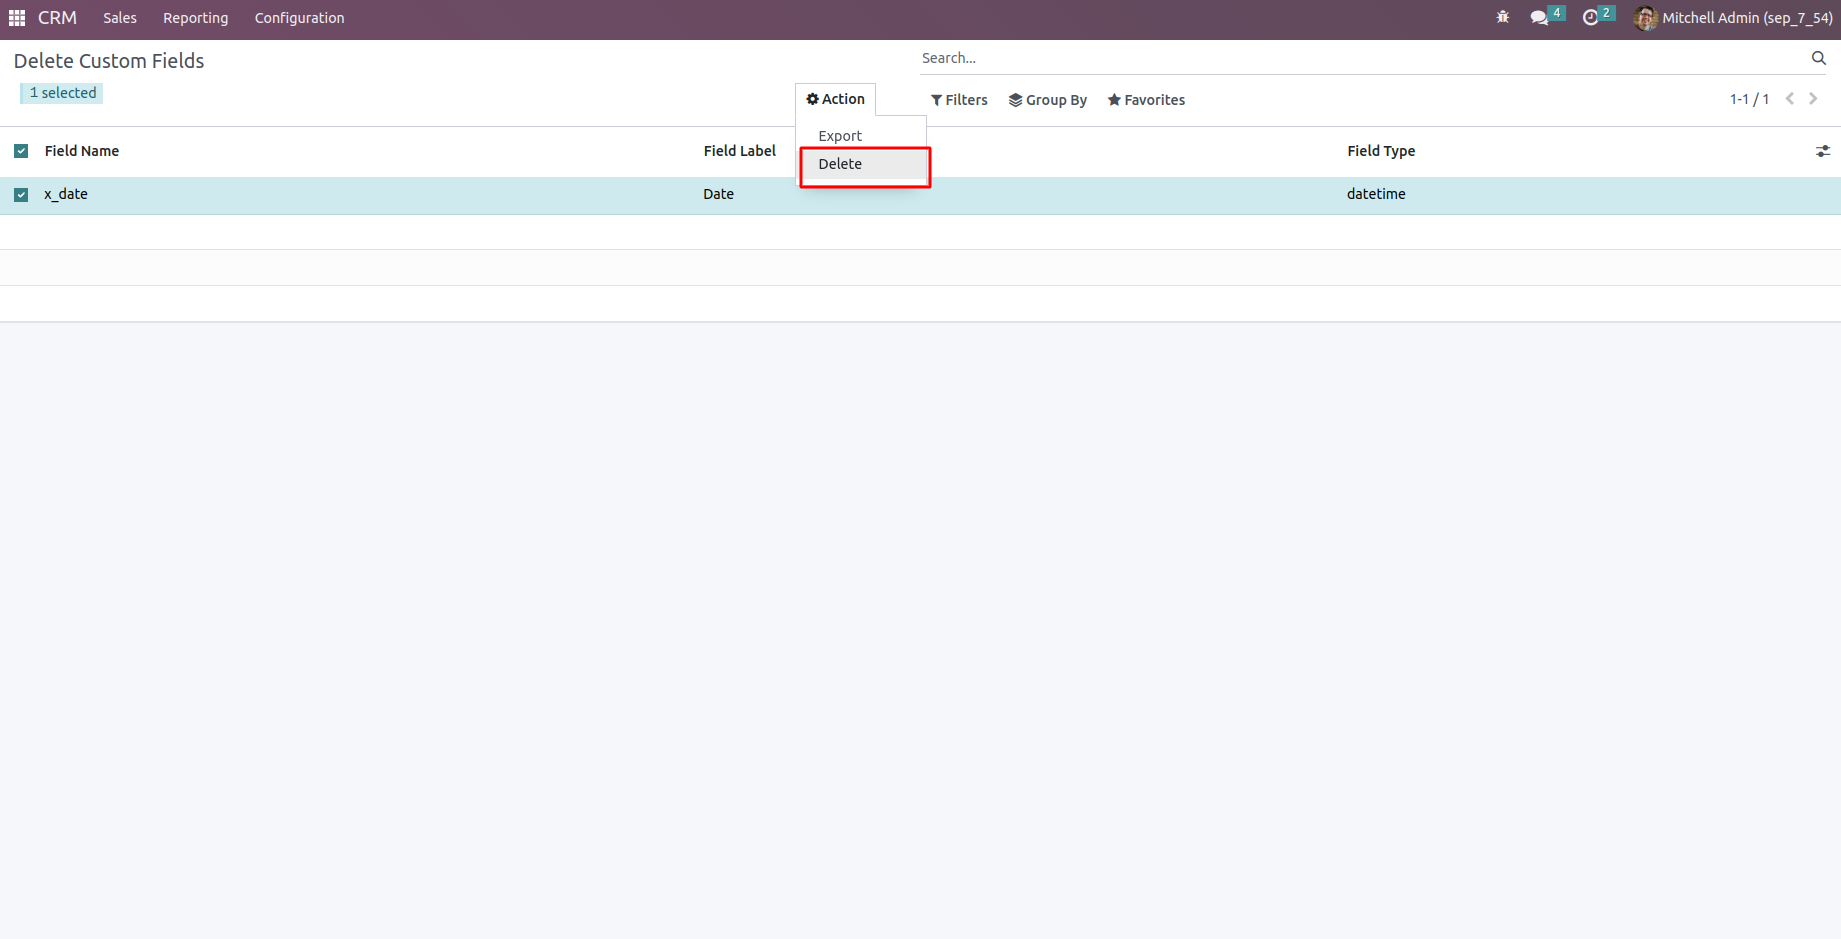 CRM Sales Reporting Configuration 4 2 Mitchell Admin (sep_7_54)
Delete Custom Fields Search...
1 selected Action Filters Group By Favorites 1-1 / 1
Export
Delete
Field Name Field Label Field Type
x_date Date datetime